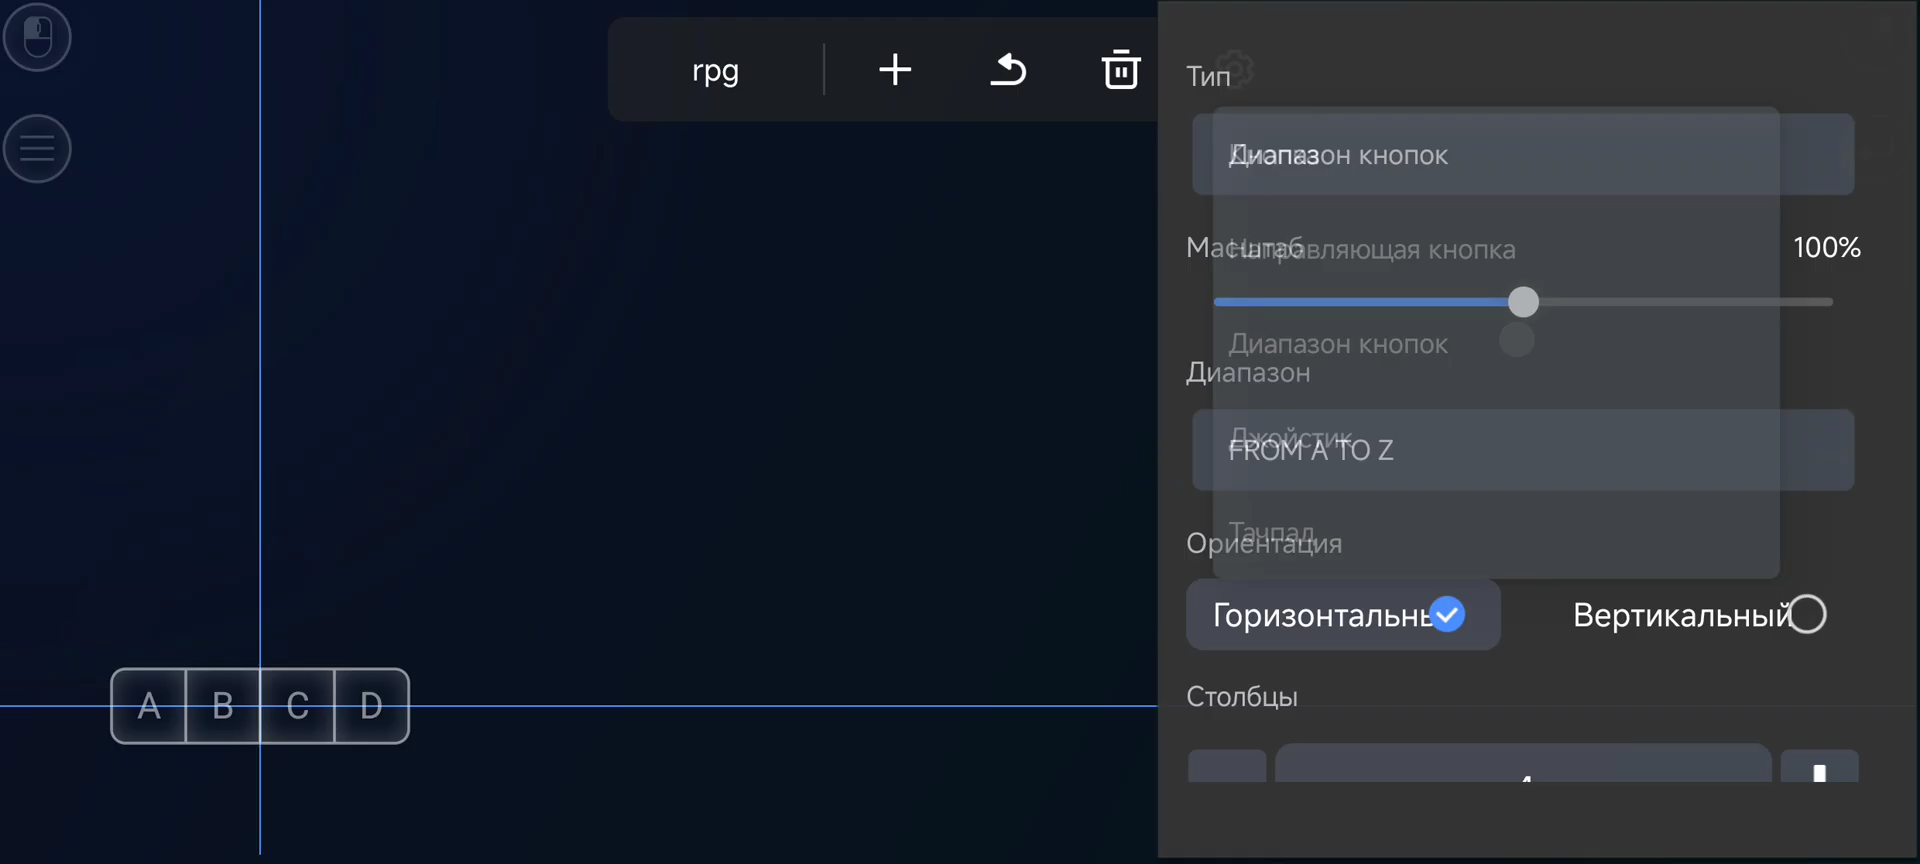 rpg
Тип
Диапазон кнопок
Масштаб
100%
Направляющая кнопка
Диапазон кнопок
Диапазон
Джойстик
FROM A TO Z
Тачпад
Ориентация
Горизонтальны
Вертикальный
Столбцы
A B C D